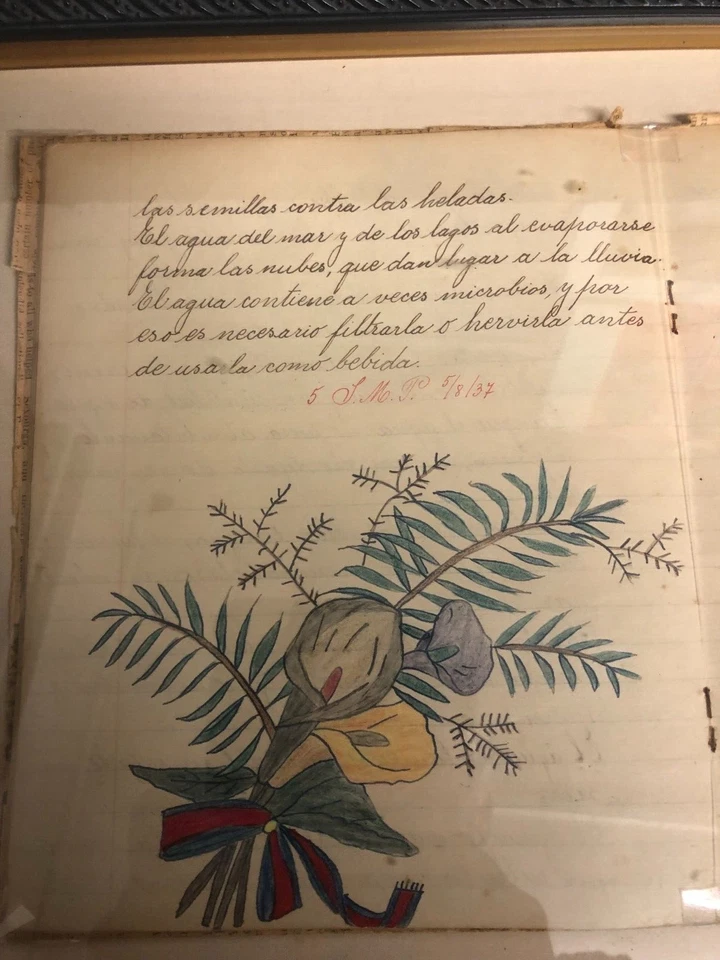 las semillas contra las heladas.
El agua del mar y de los lagos al evaporarse
forma las nubes, que dan lugar a la lluvia.
El agua contiene a veces microbios, y por
eso es necesario filtrarla o hervirla antes
de usa la como bebida.
5 S. M. P. 5/8/37